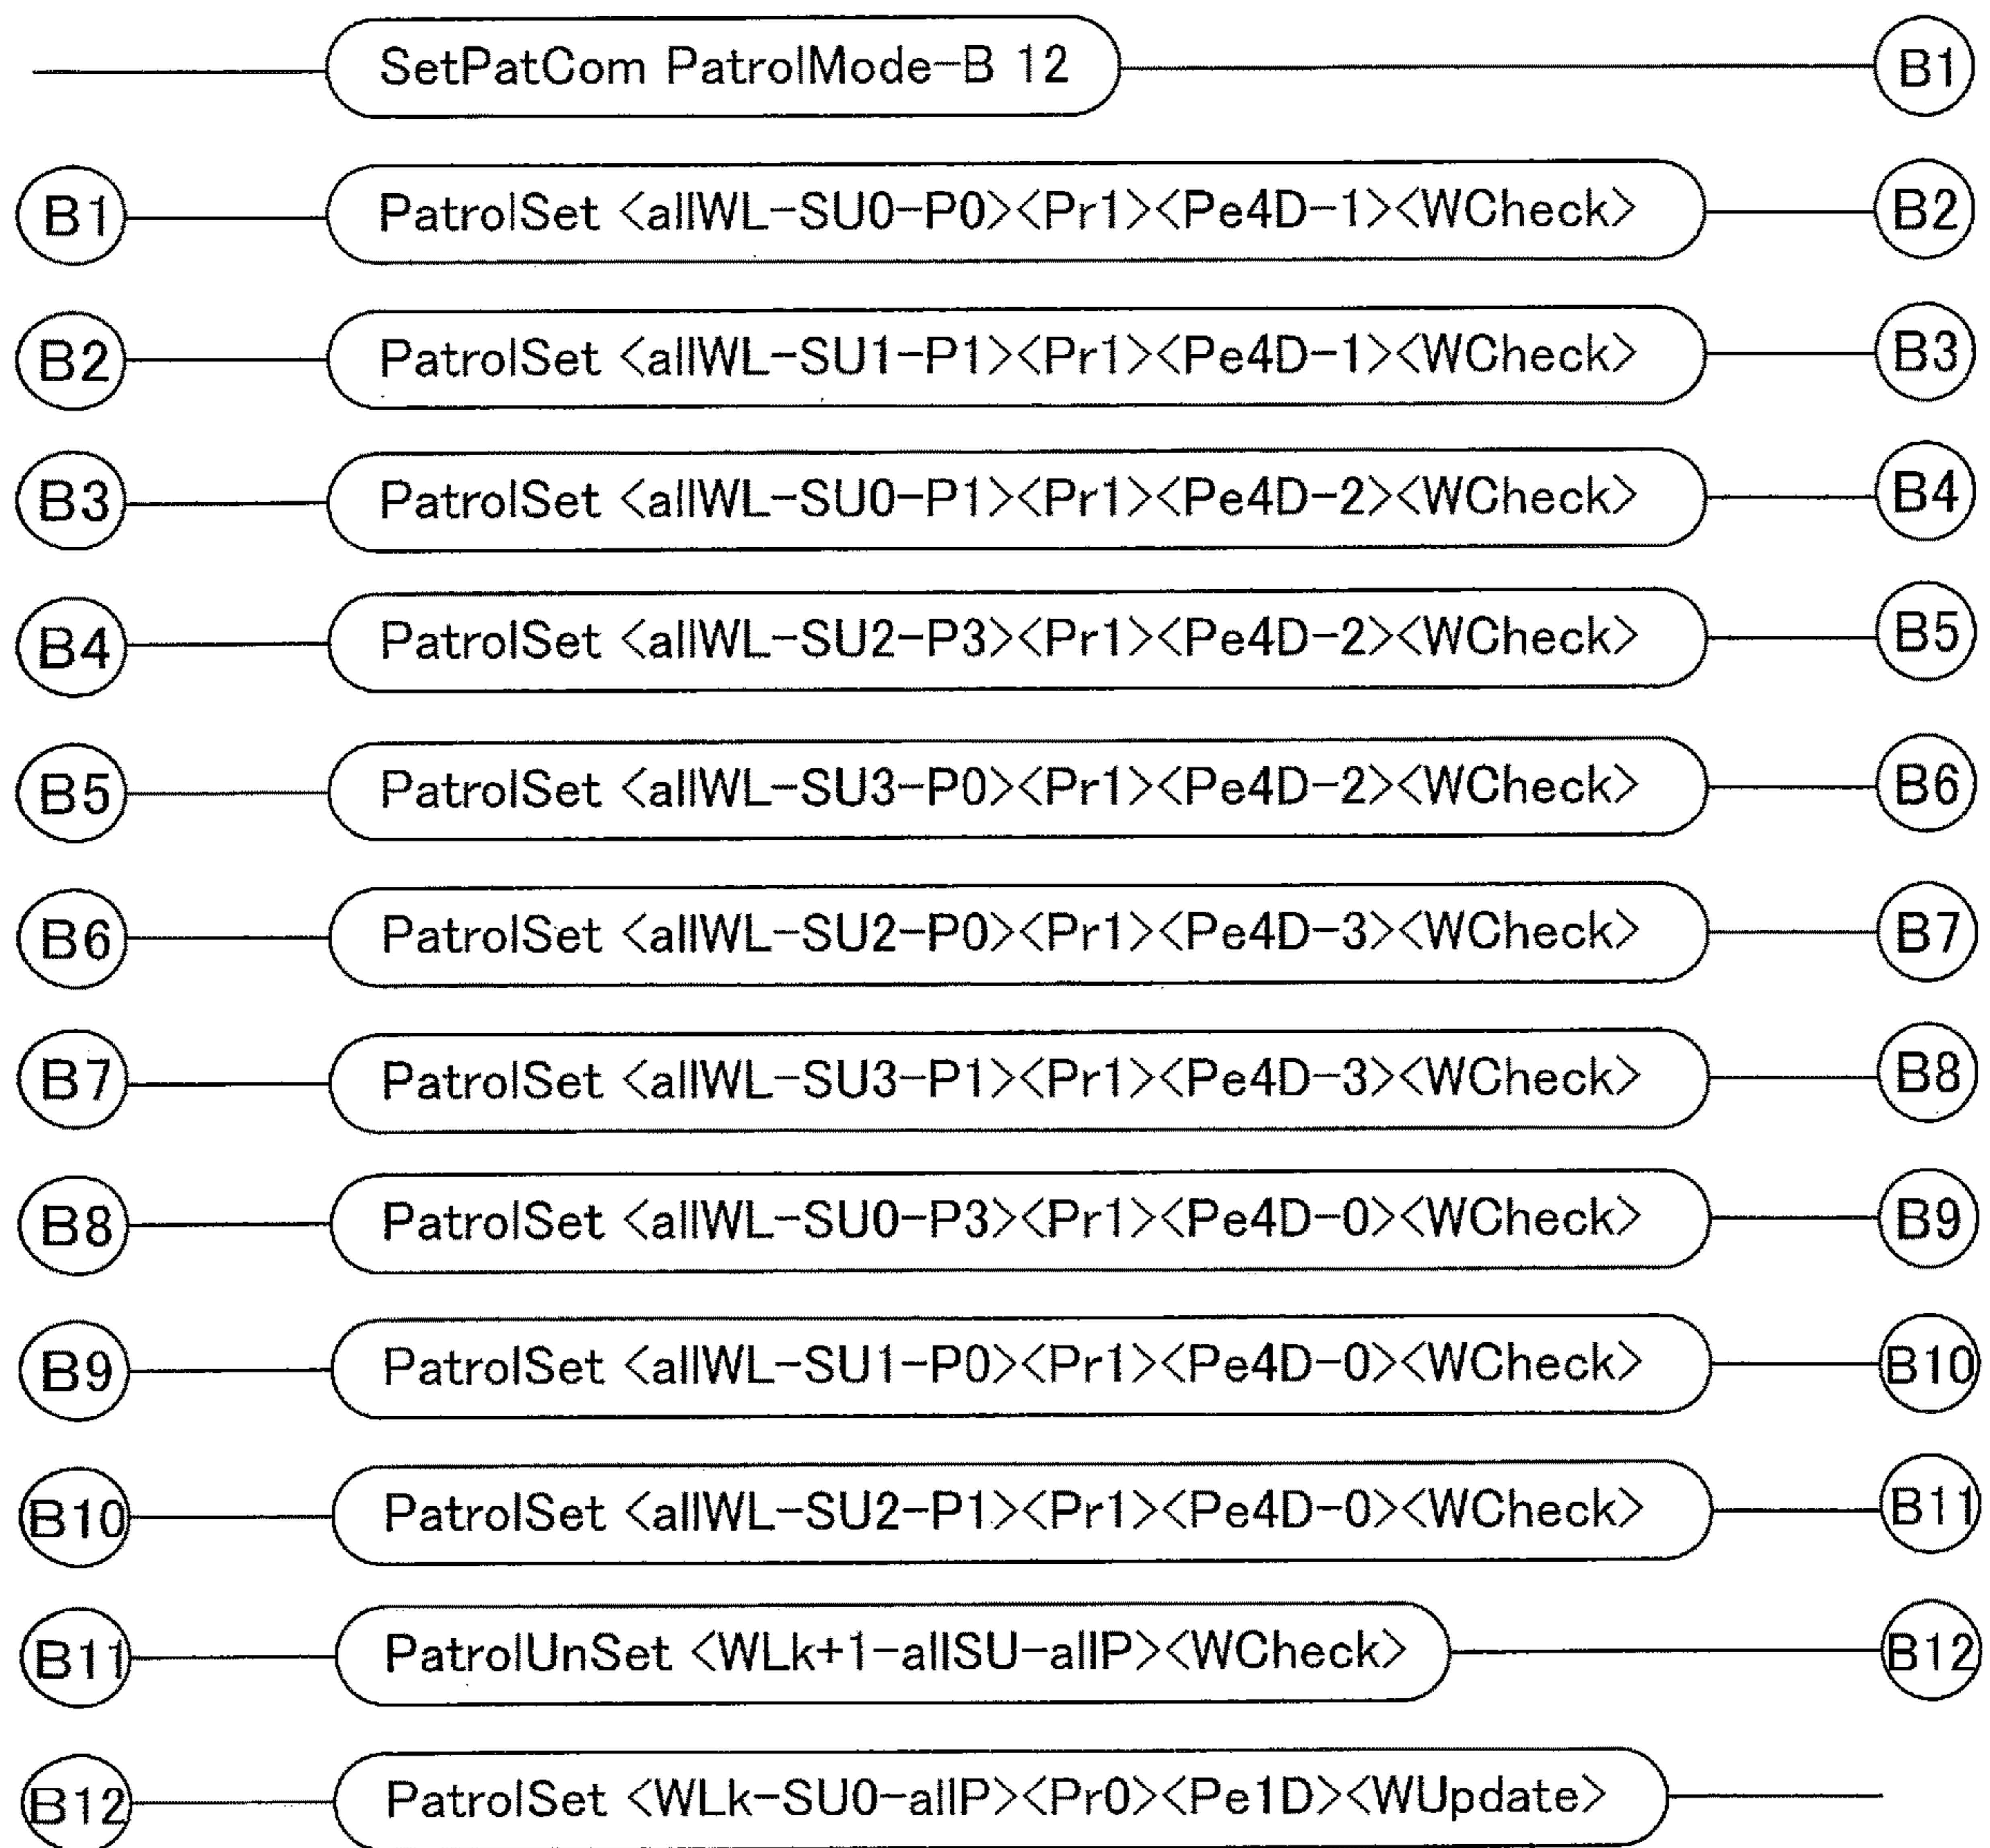 SetPatCom PatrolMode-B 12 B1
B1 PatrolSet <allWL-SU0-P0><Pr1><Pe4D-1><WCheck> B2
B2 PatrolSet <allWL-SU1-P1><Pr1><Pe4D-1><WCheck> B3
B3 PatrolSet <allWL-SU0-P1><Pr1><Pe4D-2><WCheck> B4
B4 PatrolSet <allWL-SU2-P3><Pr1><Pe4D-2><WCheck> B5
B5 PatrolSet <allWL-SU3-P0><Pr1><Pe4D-2><WCheck> B6
B6 PatrolSet <allWL-SU2-P0><Pr1><Pe4D-3><WCheck> B7
B7 PatrolSet <allWL-SU3-P1><Pr1><Pe4D-3><WCheck> B8
B8 PatrolSet <allWL-SU0-P3><Pr1><Pe4D-0><WCheck> B9
B9 PatrolSet <allWL-SU1-P0><Pr1><Pe4D-0><WCheck> B10
B10 PatrolSet <allWL-SU2-P1><Pr1><Pe4D-0><WCheck> B11
B11 PatrolUnSet <WLk+1-allSU-allP><WCheck> B12
B12 PatrolSet <WLk-SU0-allP><Pr0><Pe1D><WUpdate>